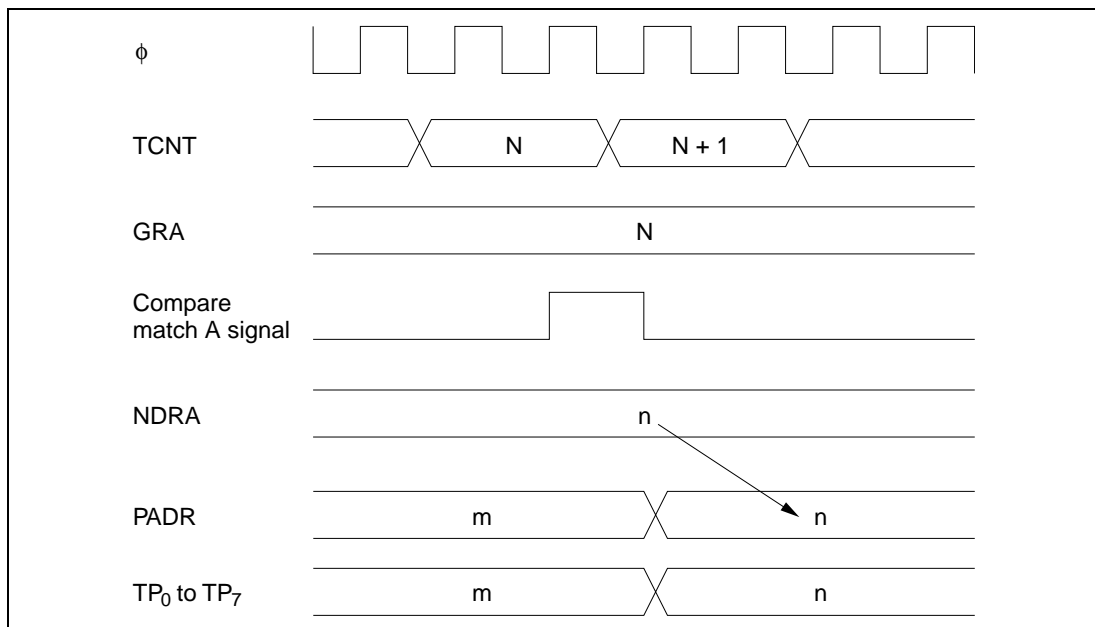 ϕ
TCNT N N + 1
GRA N
Compare
match A signal
NDRA n
PADR m n
TP₀ to TP₇ m n